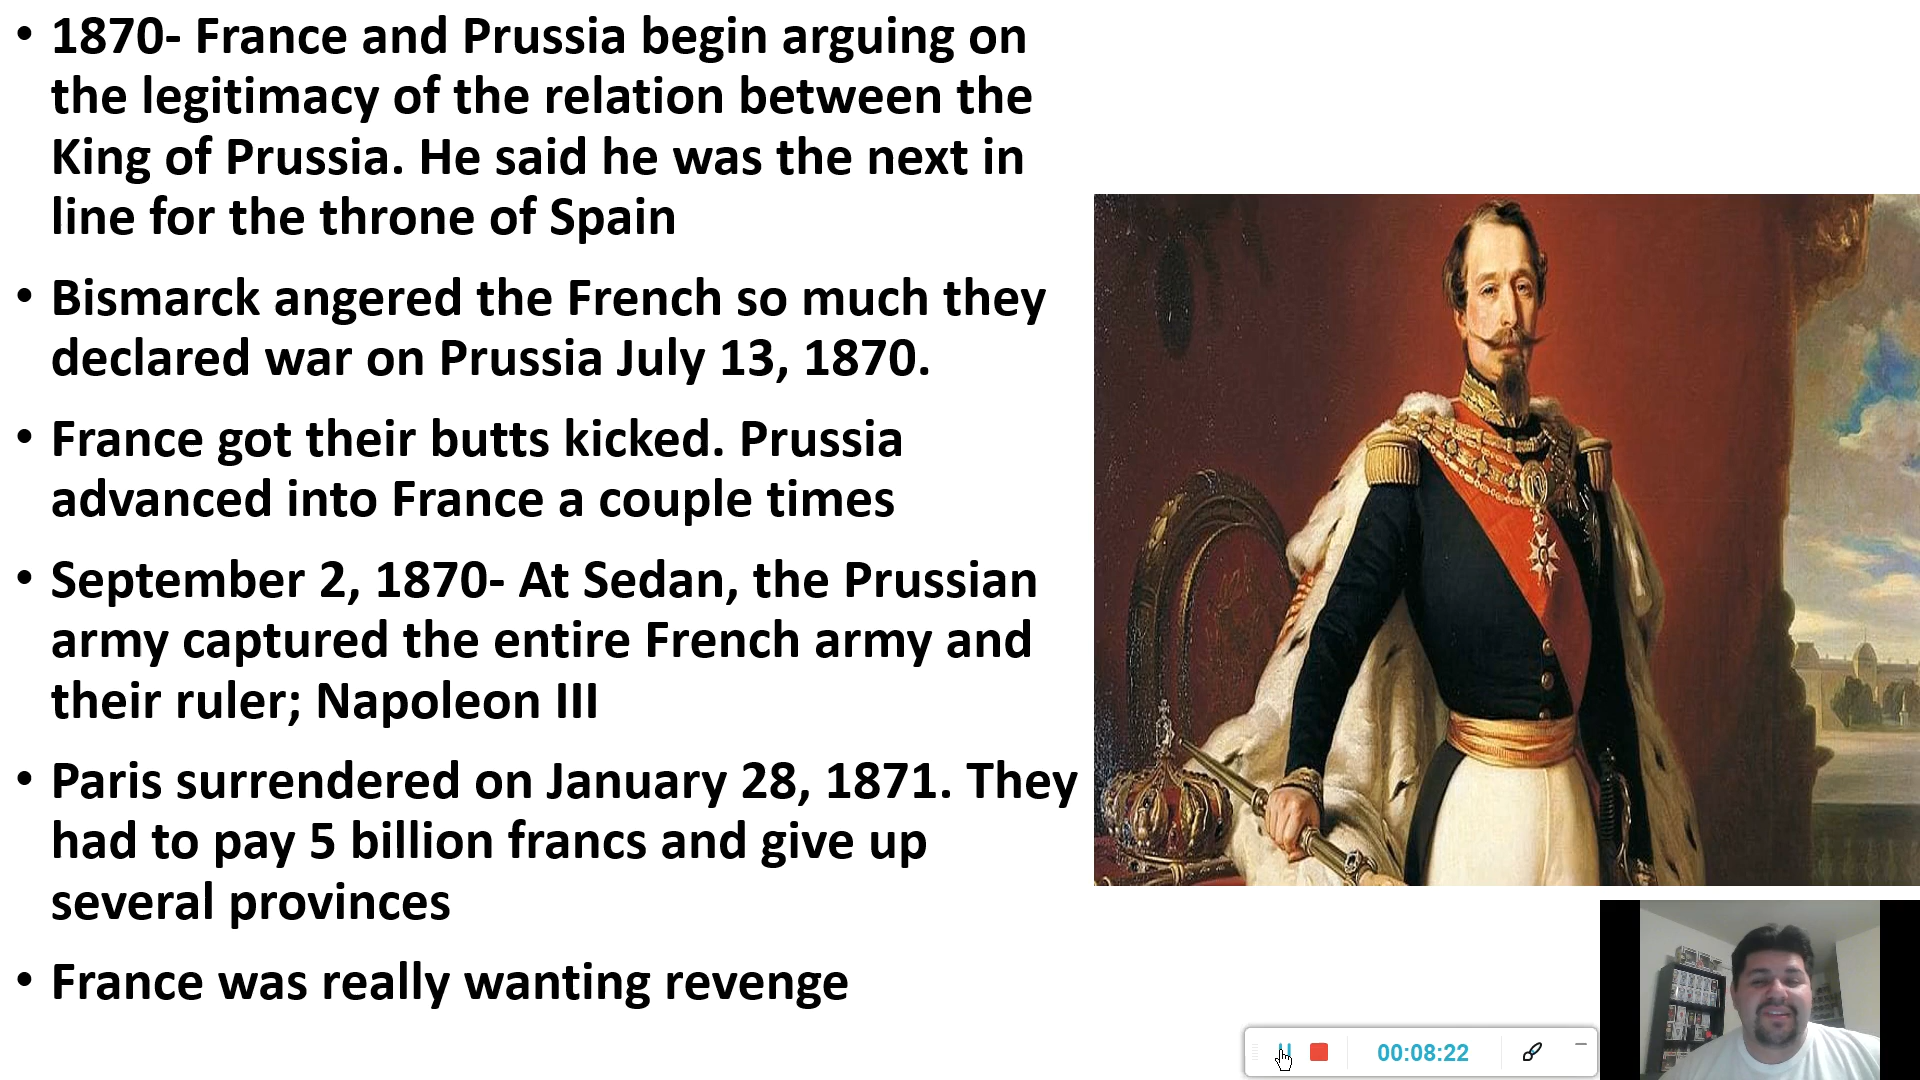 • 1870- France and Prussia begin arguing on
the legitimacy of the relation between the
King of Prussia. He said he was the next in
line for the throne of Spain
• Bismarck angered the French so much they
declared war on Prussia July 13, 1870.
• France got their butts kicked. Prussia
advanced into France a couple times
• September 2, 1870- At Sedan, the Prussian
army captured the entire French army and
their ruler; Napoleon III
• Paris surrendered on January 28, 1871. They
had to pay 5 billion francs and give up
several provinces
• France was really wanting revenge
00:08:22